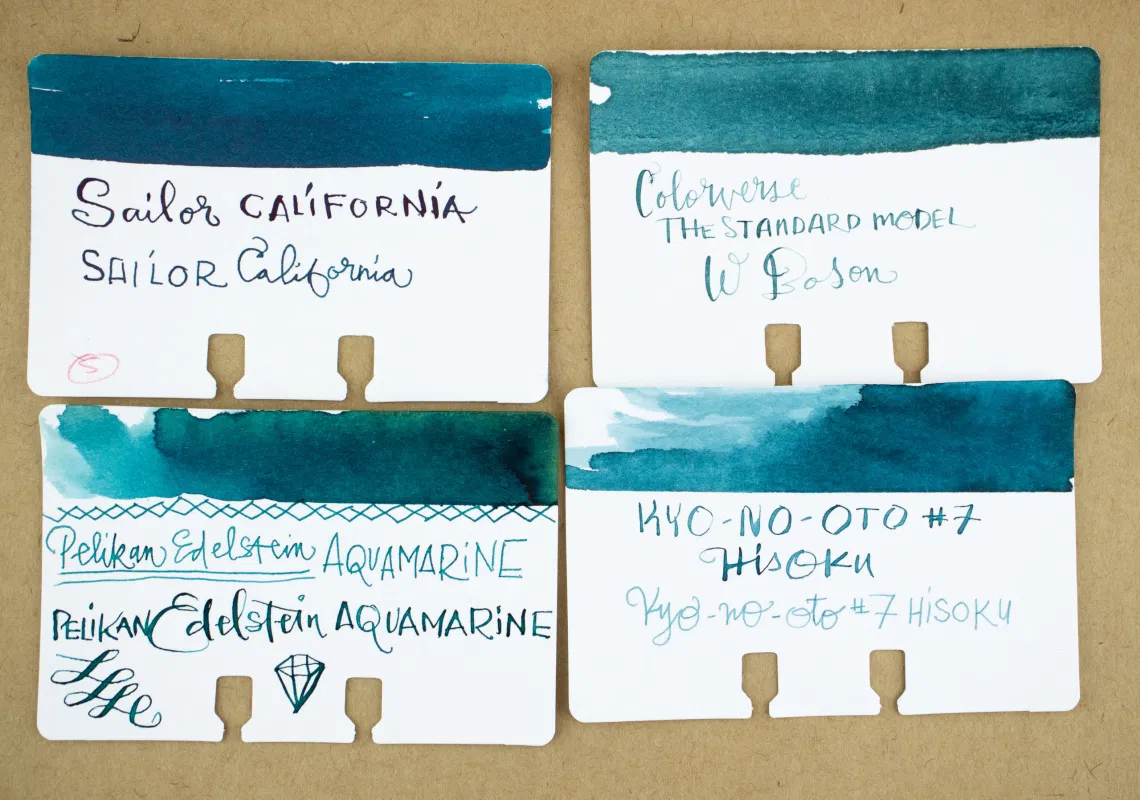 Sailor CALIFORNIA
SAILOR California
S
Colorverse
THE STANDARD MODEL
W Boson
Pelikan Edelstein AQUAMARINE
PELIKAN Edelstein AQUAMARINE
KYO-NO-OTO #7
HISOKU
Kyo-no-oto #7 HISOKU